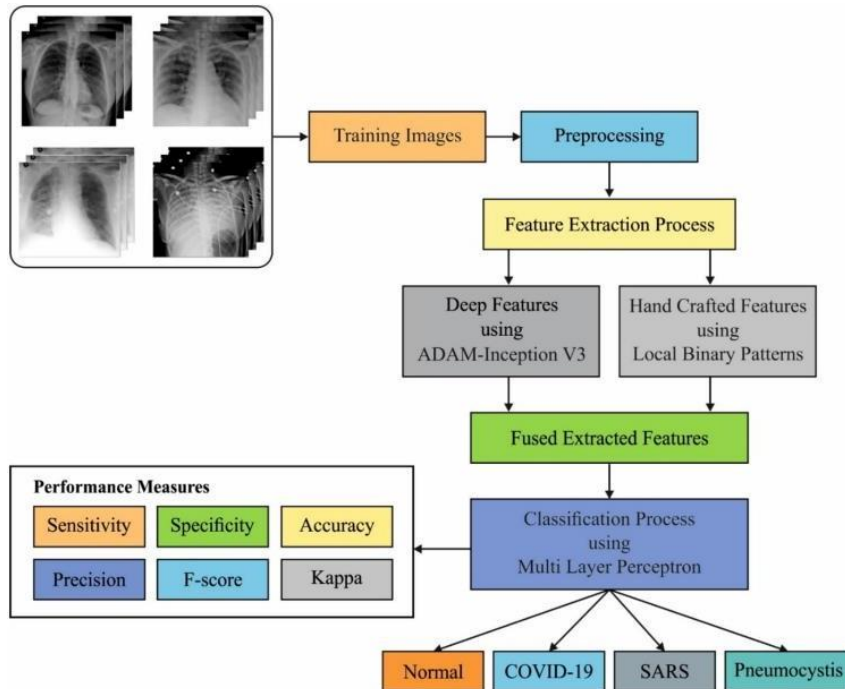 Training Images
Preprocessing
Feature Extraction Process
Deep Features
using
ADAM-Inception V3
Hand Crafted Features
using
Local Binary Patterns
Fused Extracted Features
Performance Measures
Sensitivity
Specificity
Accuracy
Precision
F-score
Kappa
Classification Process
using
Multi Layer Perceptron
Normal
COVID-19
SARS
Pneumocystis